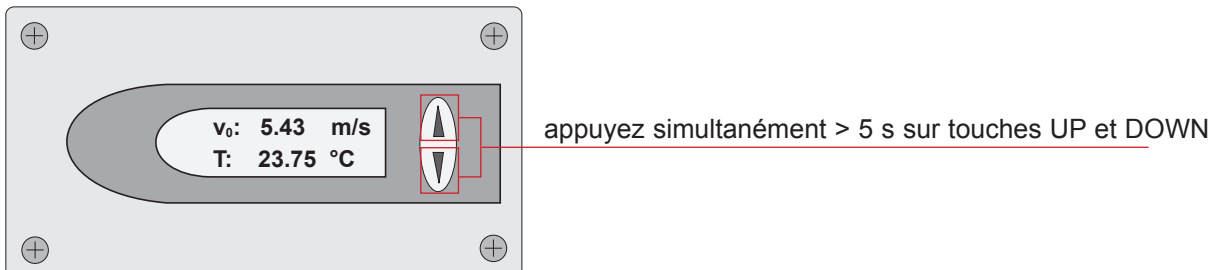 v₀: 5.43 m/s
T: 23.75 °C
appuyez simultanément > 5 s sur touches UP et DOWN